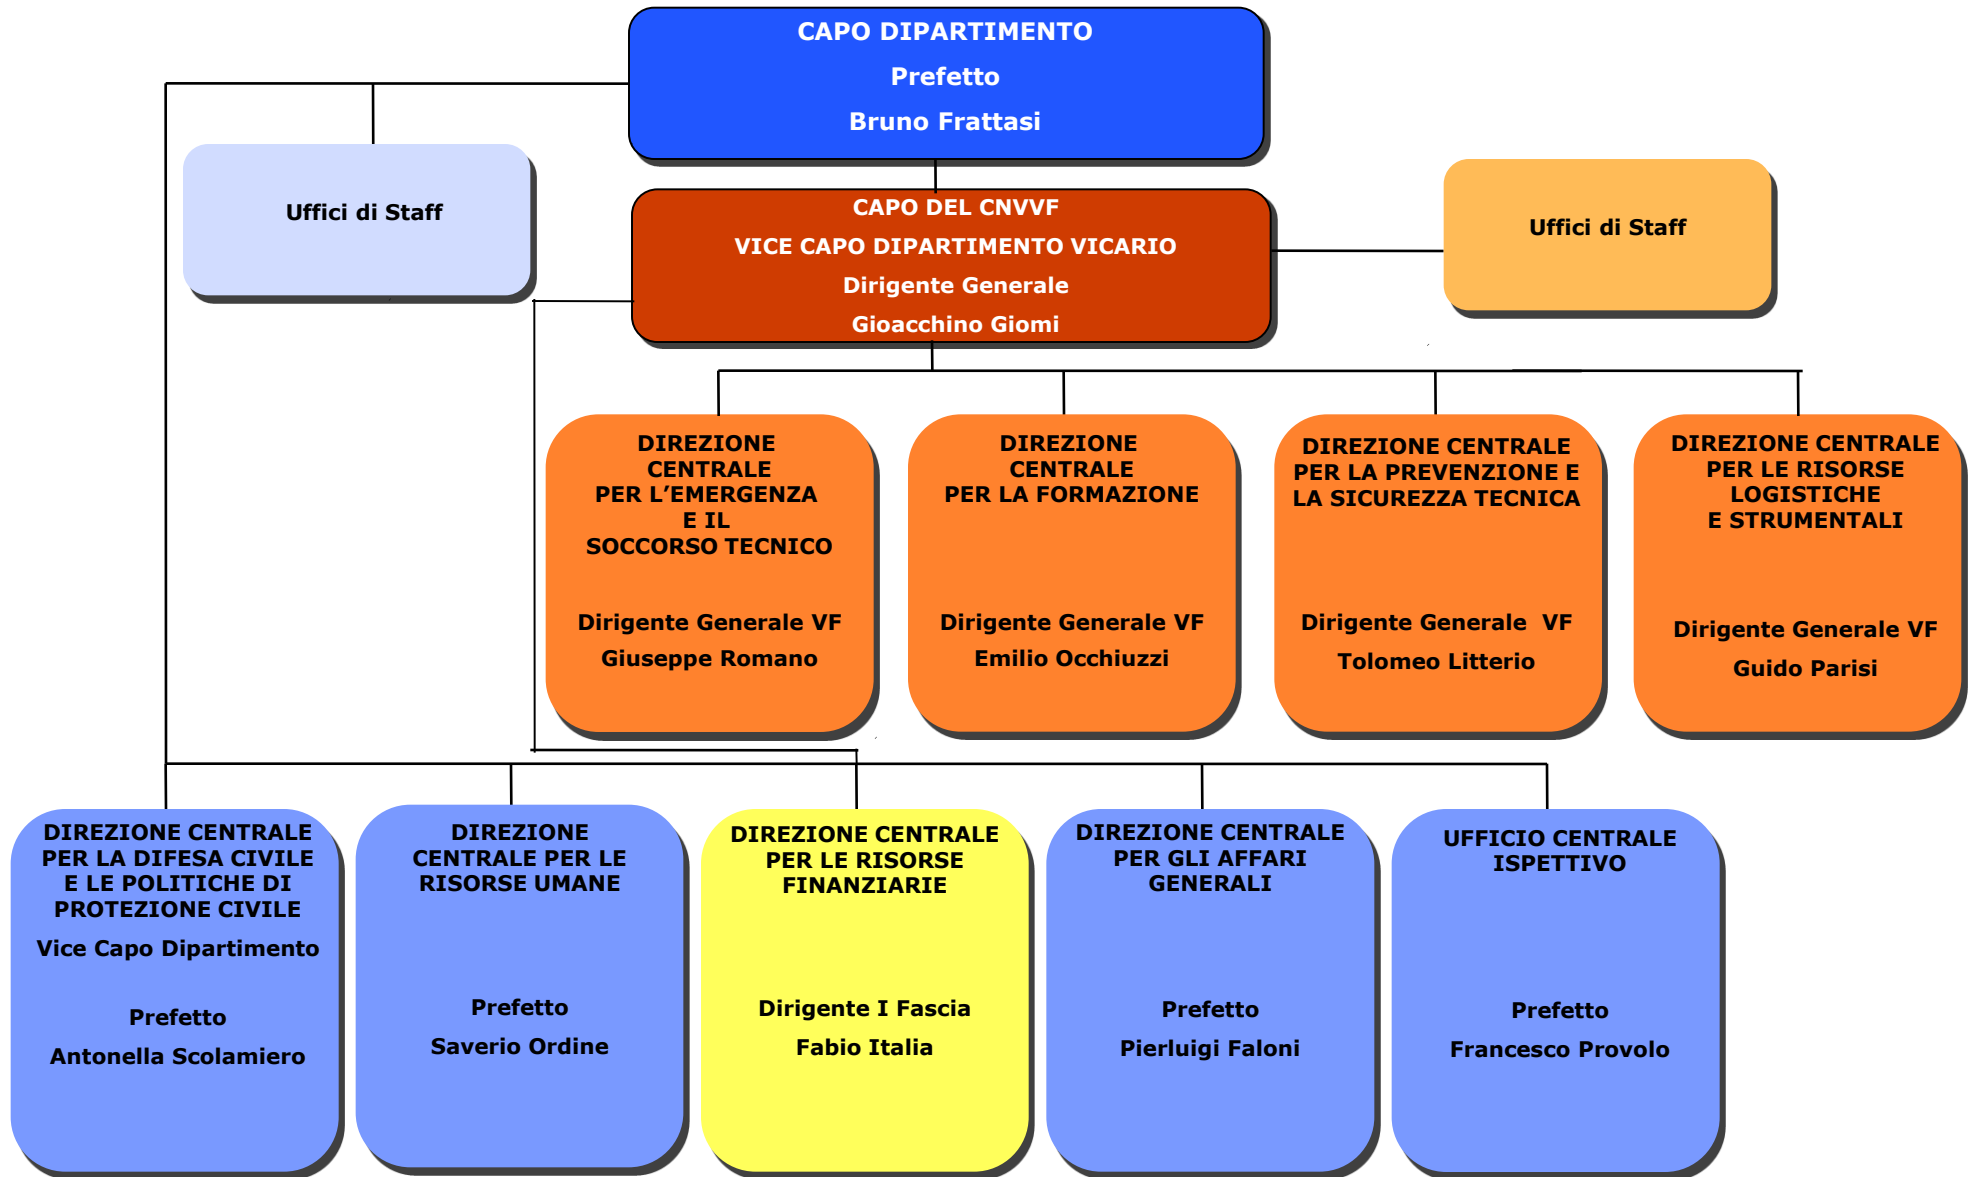 CAPO DIPARTIMENTO
Prefetto
Bruno Frattasi
Uffici di Staff
CAPO DEL CNVVF
VICE CAPO DIPARTIMENTO VICARIO
Dirigente Generale
Gioacchino Giomi
Uffici di Staff
DIREZIONE
CENTRALE
PER L’EMERGENZA
E IL
SOCCORSO TECNICO
Dirigente Generale VF
Giuseppe Romano
DIREZIONE
CENTRALE
PER LA FORMAZIONE
Dirigente Generale VF
Emilio Occhiuzzi
DIREZIONE CENTRALE
PER LA PREVENZIONE E
LA SICUREZZA TECNICA
Dirigente Generale VF
Tolomeo Litterio
DIREZIONE CENTRALE
PER LE RISORSE
LOGISTICHE
E STRUMENTALI
Dirigente Generale VF
Guido Parisi
DIREZIONE CENTRALE
PER LA DIFESA CIVILE
E LE POLITICHE DI
PROTEZIONE CIVILE
Vice Capo Dipartimento
Prefetto
Antonella Scolamiero
DIREZIONE
CENTRALE PER LE
RISORSE UMANE
Prefetto
Saverio Ordine
DIREZIONE CENTRALE
PER LE RISORSE
FINANZIARIE
Dirigente I Fascia
Fabio Italia
DIREZIONE CENTRALE
PER GLI AFFARI
GENERALI
Prefetto
Pierluigi Faloni
UFFICIO CENTRALE
ISPETTIVO
Prefetto
Francesco Provolo